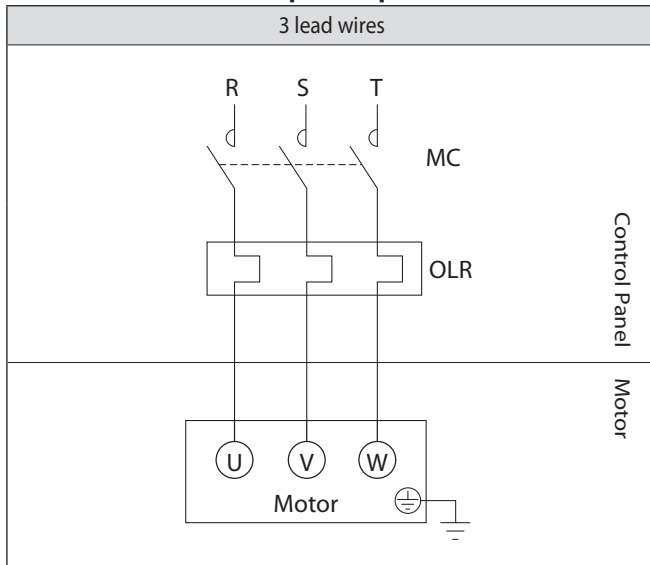 3 lead wires
R S T
MC
OLR
Control Panel
Motor
U V W
Motor